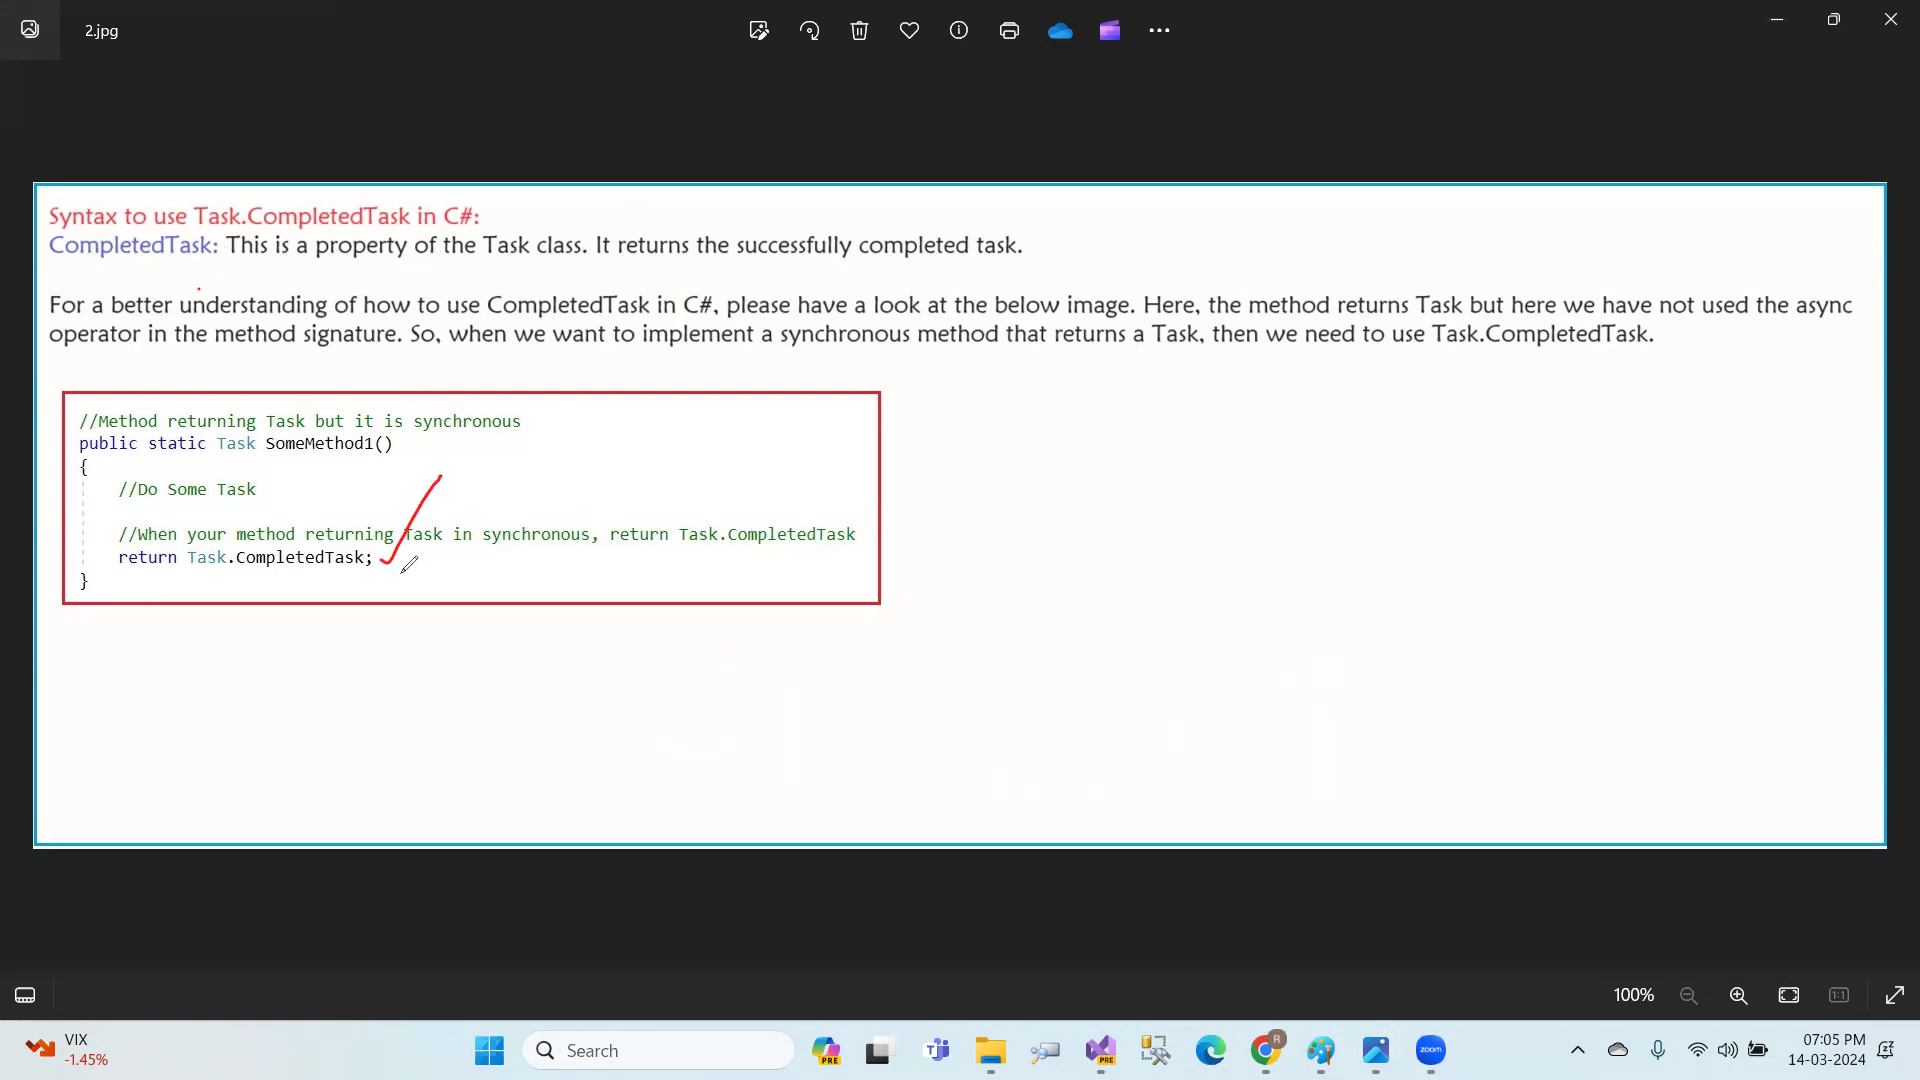 2.jpg
Syntax to use Task.CompletedTask in C#:
CompletedTask: This is a property of the Task class. It returns the successfully completed task.
For a better understanding of how to use CompletedTask in C#, please have a look at the below image. Here, the method returns Task but here we have not used the async
operator in the method signature. So, when we want to implement a synchronous method that returns a Task, then we need to use Task.CompletedTask.
//Method returning Task but it is synchronous
public static Task SomeMethod1()
{
//Do Some Task
//When your method returning Task in synchronous, return Task.CompletedTask
return Task.CompletedTask;
}
100%
1:1
VIX
-1.45%
Search
PRE
PRE
R
zoom
07:05 PM
14-03-2024